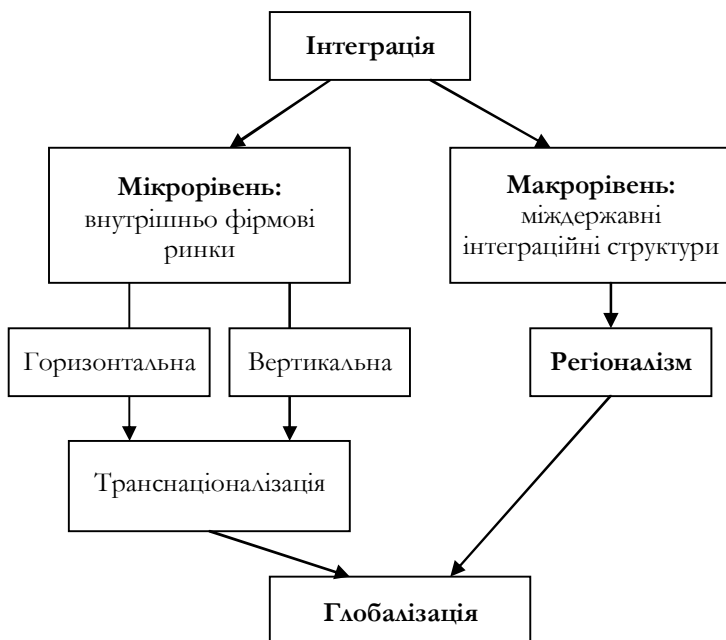 Інтеграція
Мікрорівень:
внутрішньо фірмові
ринки
Макрорівень:
міждержавні
інтеграційні структури
Горизонтальна
Вертикальна
Регіоналізм
Транснаціоналізація
Глобалізація